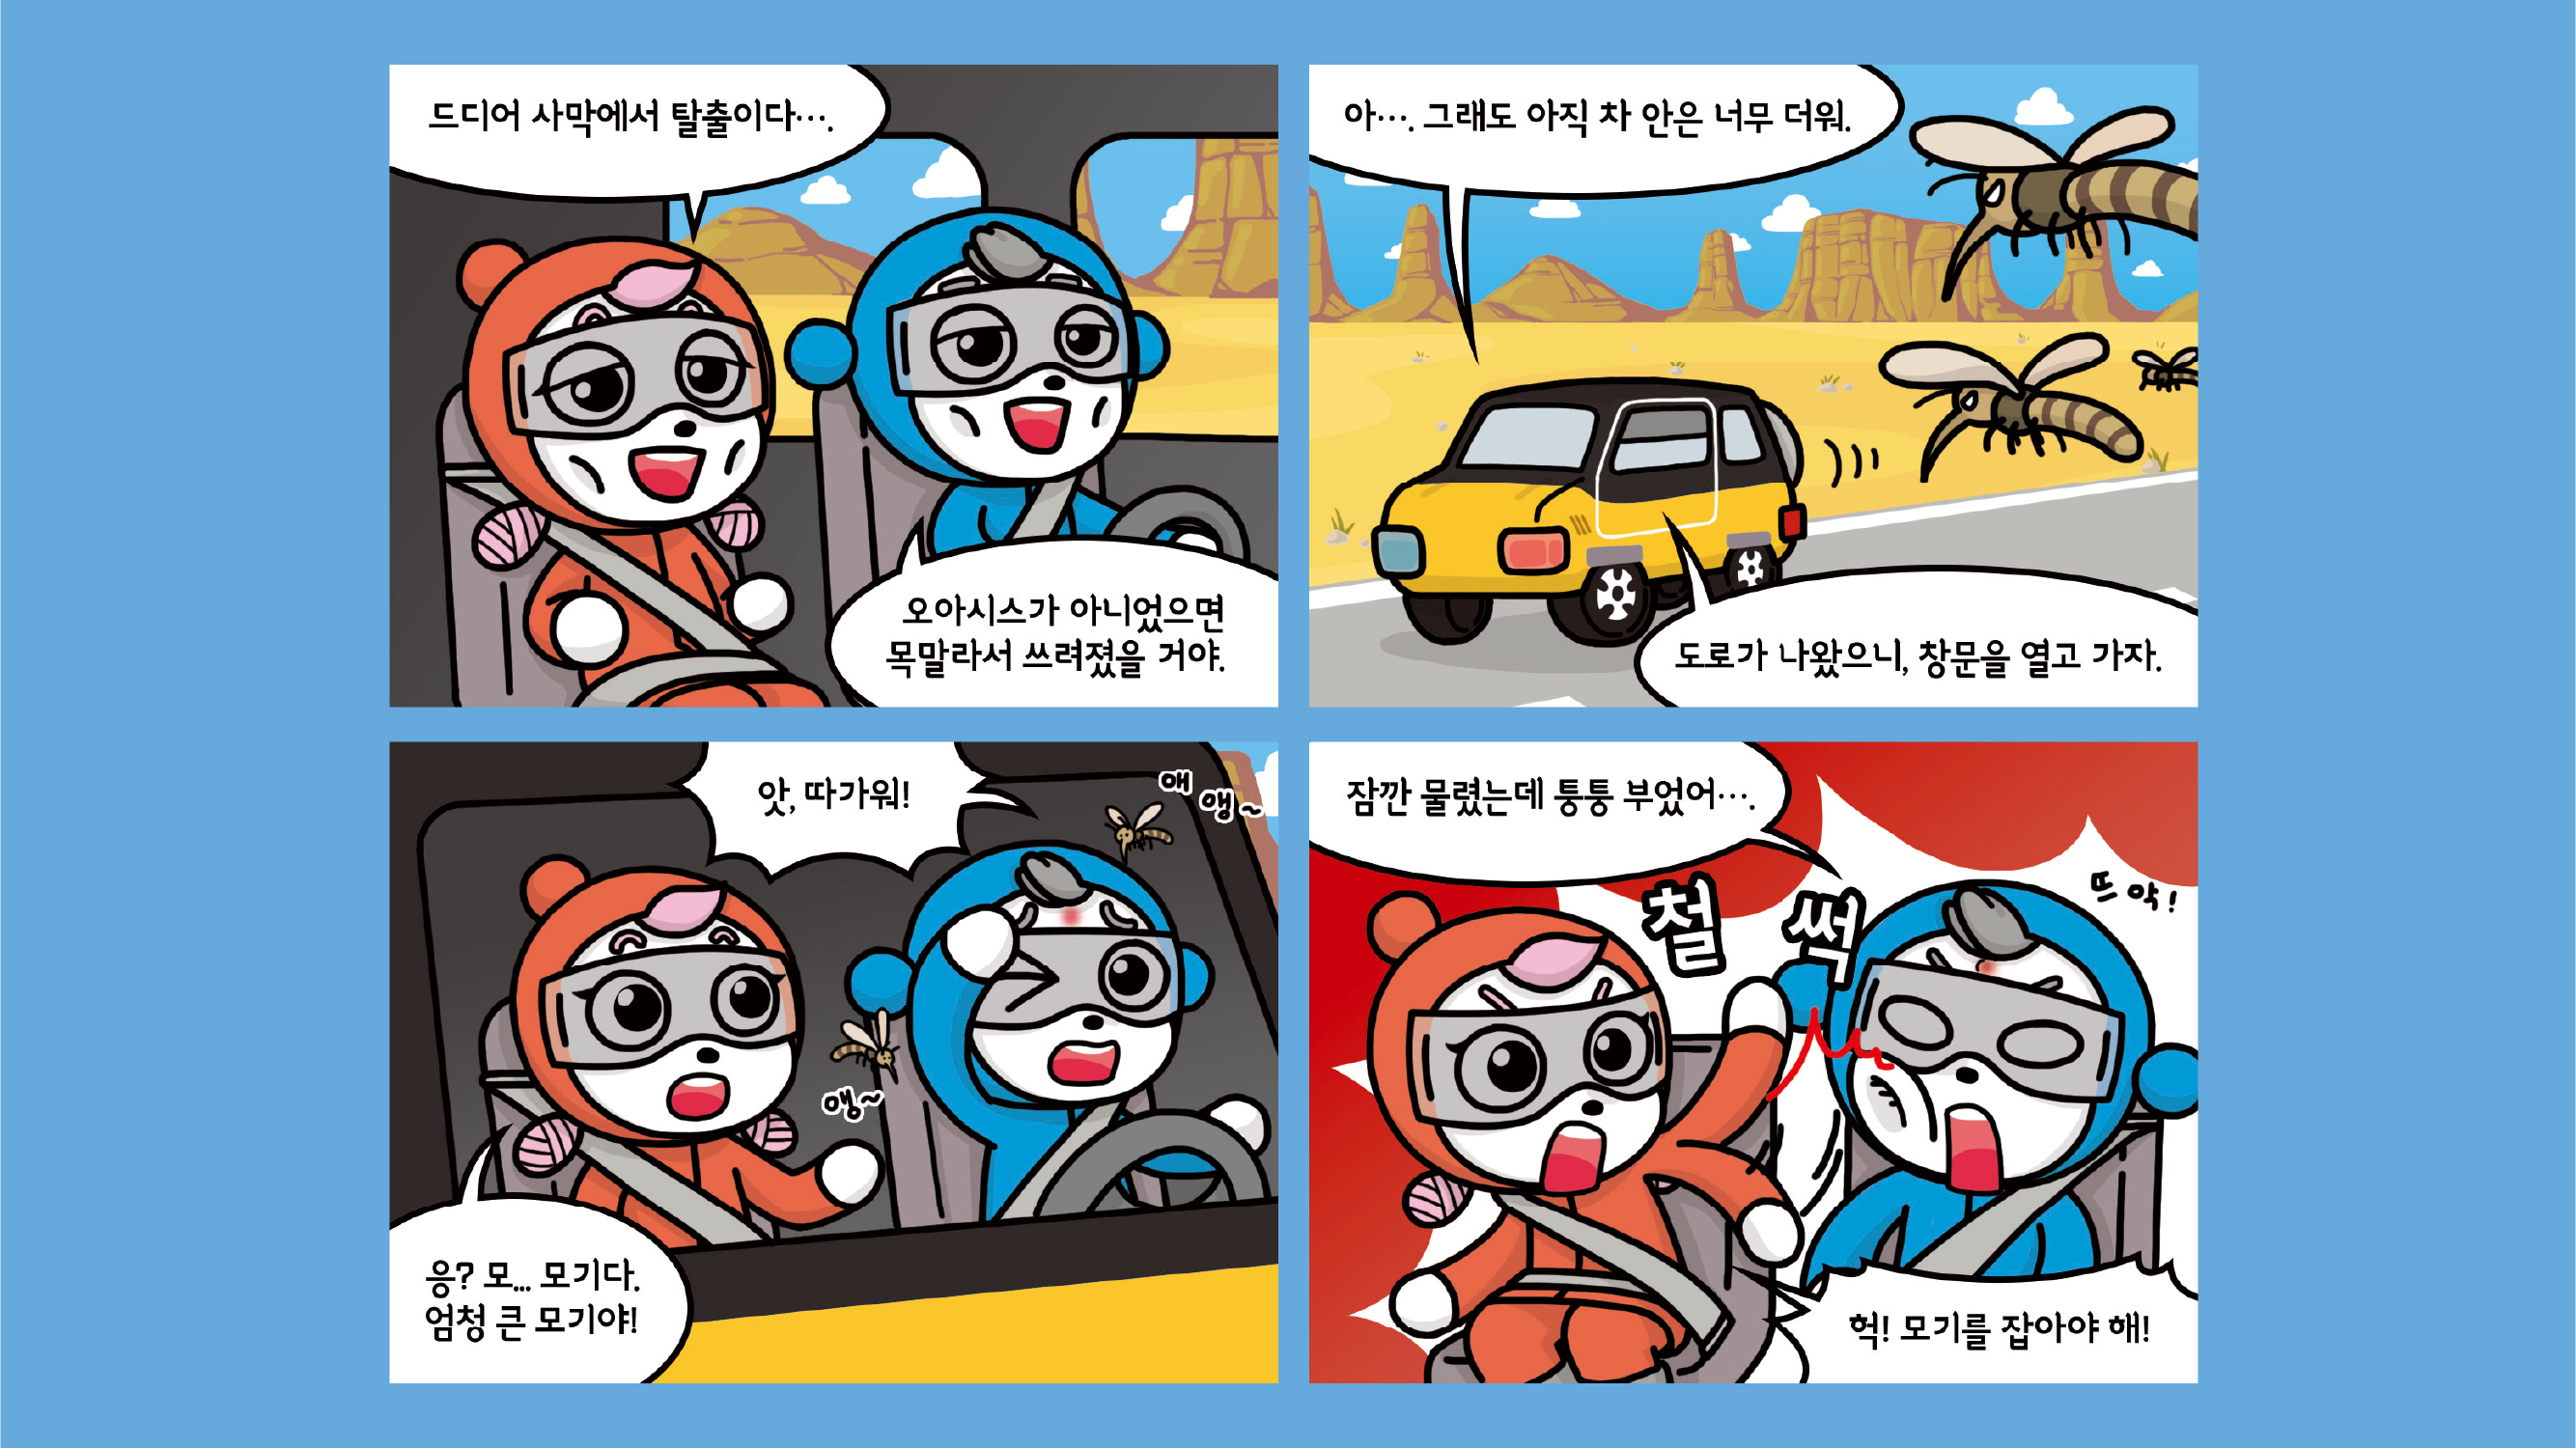 드디어 사막에서 탈출이다….
오아시스가 아니었으면
목말라서 쓰려졌을 거야.
아…. 그래도 아직 차 안은 너무 더워.
도로가 나왔으니, 창문을 열고 가자.
앗, 따가워!
애
앵~
앵~
응? 모... 모기다.
엄청 큰 모기야!
잠깐 물렸는데 퉁퉁 부었어….
철
썩
뜨악!
헉! 모기를 잡아야 해!